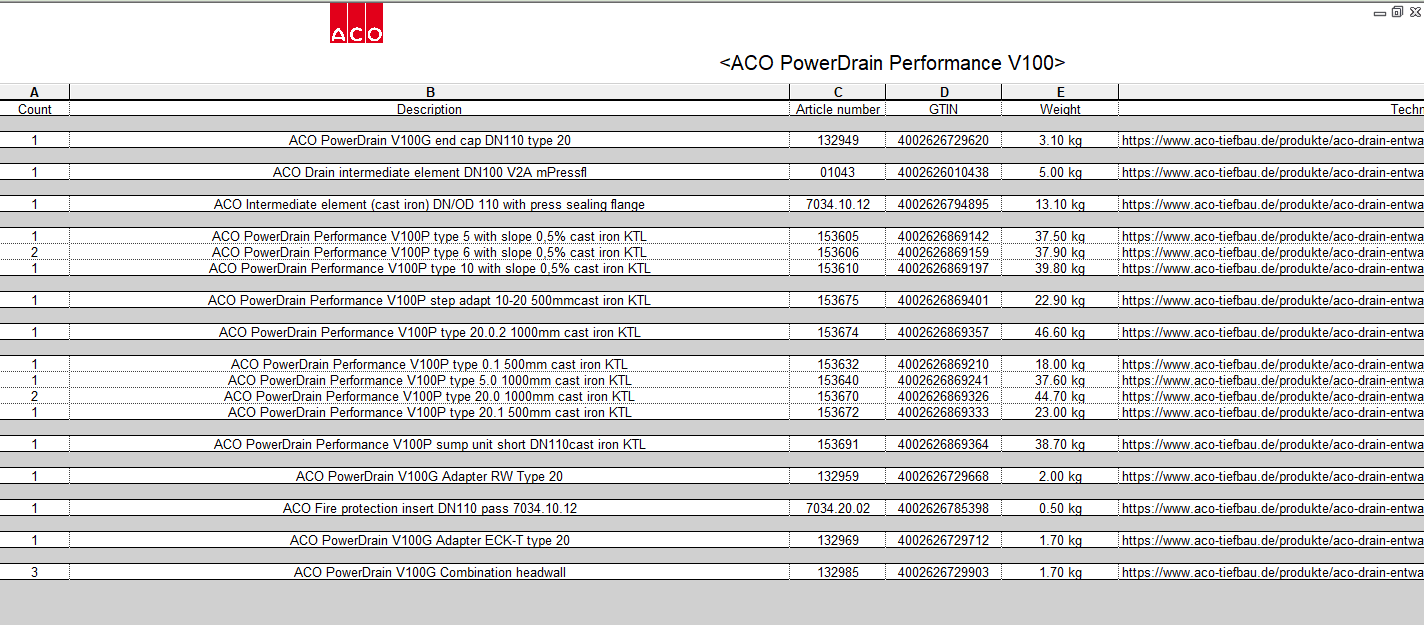 ACO
<ACO PowerDrain Performance V100>
A B C D E
Count Description Article number GTIN Weight Techn
1 ACO PowerDrain V100G end cap DN110 type 20 132949 4002626729620 3.10 kg https://www.aco-tiefbau.de/produkte/aco-drain-entwa
1 ACO Drain intermediate element DN100 V2A mPressfl 01043 4002626010438 5.00 kg https://www.aco-tiefbau.de/produkte/aco-drain-entwa
1 ACO Intermediate element (cast iron) DN/OD 110 with press sealing flange 7034.10.12 4002626794895 13.10 kg https://www.aco-tiefbau.de/produkte/aco-drain-entwa
1 ACO PowerDrain Performance V100P type 5 with slope 0,5% cast iron KTL 153605 4002626869142 37.50 kg https://www.aco-tiefbau.de/produkte/aco-drain-entwa
2 ACO PowerDrain Performance V100P type 6 with slope 0,5% cast iron KTL 153606 4002626869159 37.90 kg https://www.aco-tiefbau.de/produkte/aco-drain-entwa
1 ACO PowerDrain Performance V100P type 10 with slope 0,5% cast iron KTL 153610 4002626869197 39.80 kg https://www.aco-tiefbau.de/produkte/aco-drain-entwa
1 ACO PowerDrain Performance V100P step adapt 10-20 500mmcast iron KTL 153675 4002626869401 22.90 kg https://www.aco-tiefbau.de/produkte/aco-drain-entwa
1 ACO PowerDrain Performance V100P type 20.0.2 1000mm cast iron KTL 153674 4002626869357 46.60 kg https://www.aco-tiefbau.de/produkte/aco-drain-entwa
1 ACO PowerDrain Performance V100P type 0.1 500mm cast iron KTL 153632 4002626869210 18.00 kg https://www.aco-tiefbau.de/produkte/aco-drain-entwa
1 ACO PowerDrain Performance V100P type 5.0 1000mm cast iron KTL 153640 4002626869241 37.60 kg https://www.aco-tiefbau.de/produkte/aco-drain-entwa
2 ACO PowerDrain Performance V100P type 20.0 1000mm cast iron KTL 153670 4002626869326 44.70 kg https://www.aco-tiefbau.de/produkte/aco-drain-entwa
1 ACO PowerDrain Performance V100P type 20.1 500mm cast iron KTL 153672 4002626869333 23.00 kg https://www.aco-tiefbau.de/produkte/aco-drain-entwa
1 ACO PowerDrain Performance V100P sump unit short DN110cast iron KTL 153691 4002626869364 38.70 kg https://www.aco-tiefbau.de/produkte/aco-drain-entwa
1 ACO PowerDrain V100G Adapter RW Type 20 132959 4002626729668 2.00 kg https://www.aco-tiefbau.de/produkte/aco-drain-entwa
1 ACO Fire protection insert DN110 pass 7034.10.12 7034.20.02 4002626785398 0.50 kg https://www.aco-tiefbau.de/produkte/aco-drain-entwa
1 ACO PowerDrain V100G Adapter ECK-T type 20 132969 4002626729712 1.70 kg https://www.aco-tiefbau.de/produkte/aco-drain-entwa
3 ACO PowerDrain V100G Combination headwall 132985 4002626729903 1.70 kg https://www.aco-tiefbau.de/produkte/aco-drain-entwa